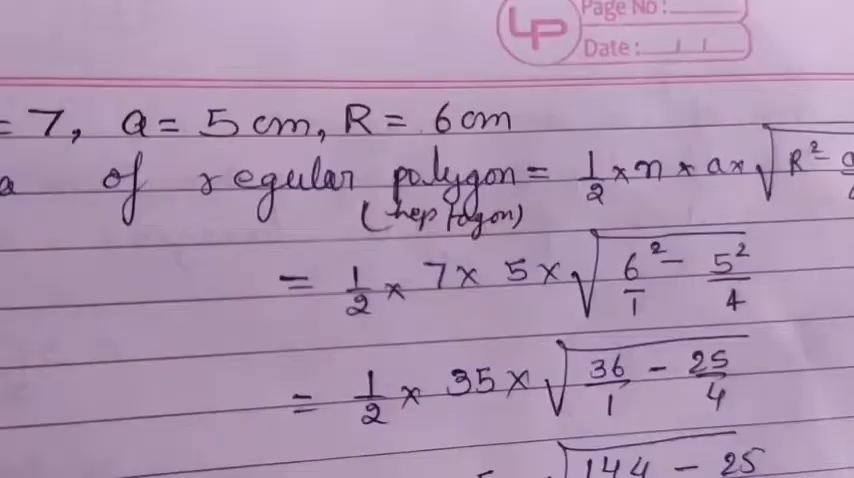 LP Page No :
Date :
= 7, a = 5 cm, R = 6 cm
a of regular polygon = 1/2 × n × a × √(R² - a
(heptagon)
= 1/2 × 7 × 5 × √(6²/1 - 5²/4)
= 1/2 × 35 × √(36/1 - 25/4)
√(144 - 25